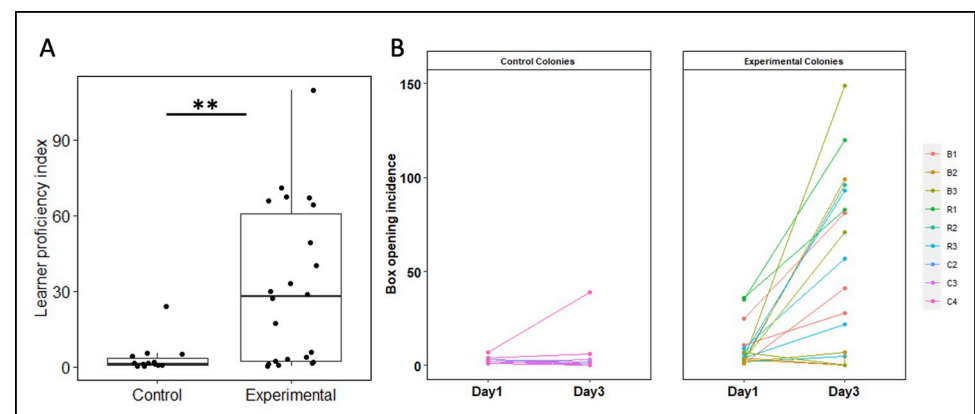 A
B
**
Learner proficiency index
90
60
30
0
Control
Experimental
Control Colonies
Experimental Colonies
Box opening incidence
150
100
50
0
Day1
Day3
Day1
Day3
B1
B2
B3
R1
R2
R3
C2
C3
C4